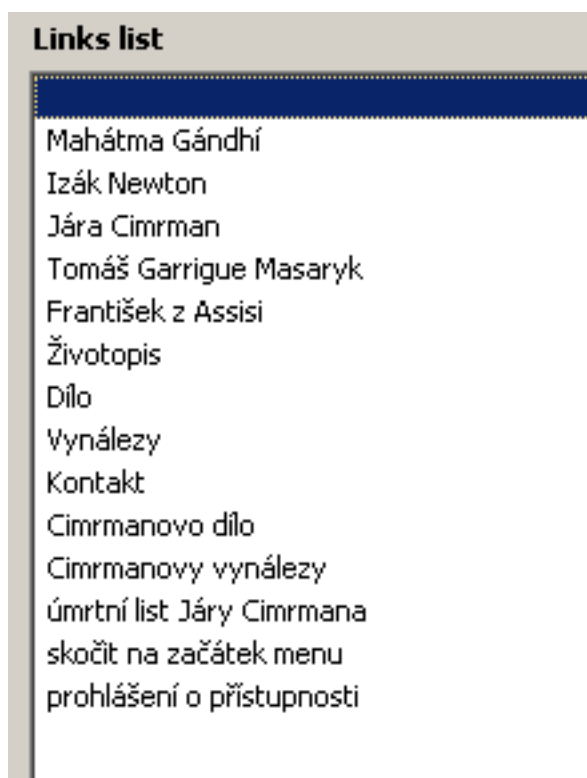 Links list
Mahátma Gándhí
Izák Newton
Jára Cimrman
Tomáš Garrigue Masaryk
František z Assisi
Životopis
Dílo
Vynálezy
Kontakt
Cimrmanovo dílo
Cimrmanovy vynálezy
úmrtní list Járy Cimrmana
skočit na začátek menu
prohlášení o přístupnosti